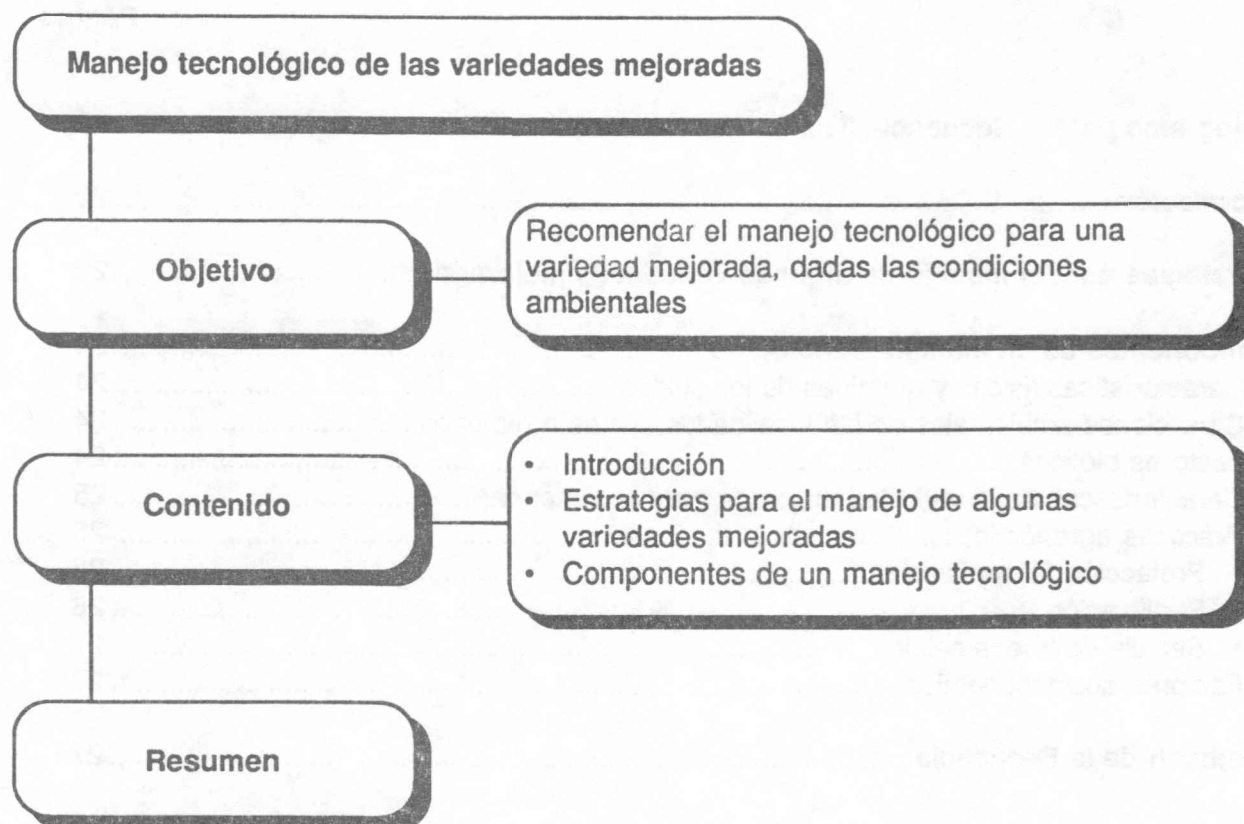 Manejo tecnológico de las variedades mejoradas
Objetivo
Recomendar el manejo tecnológico para una
variedad mejorada, dadas las condiciones
ambientales
Contenido
• Introducción
• Estrategias para el manejo de algunas
variedades mejoradas
• Componentes de un manejo tecnológico
Resumen